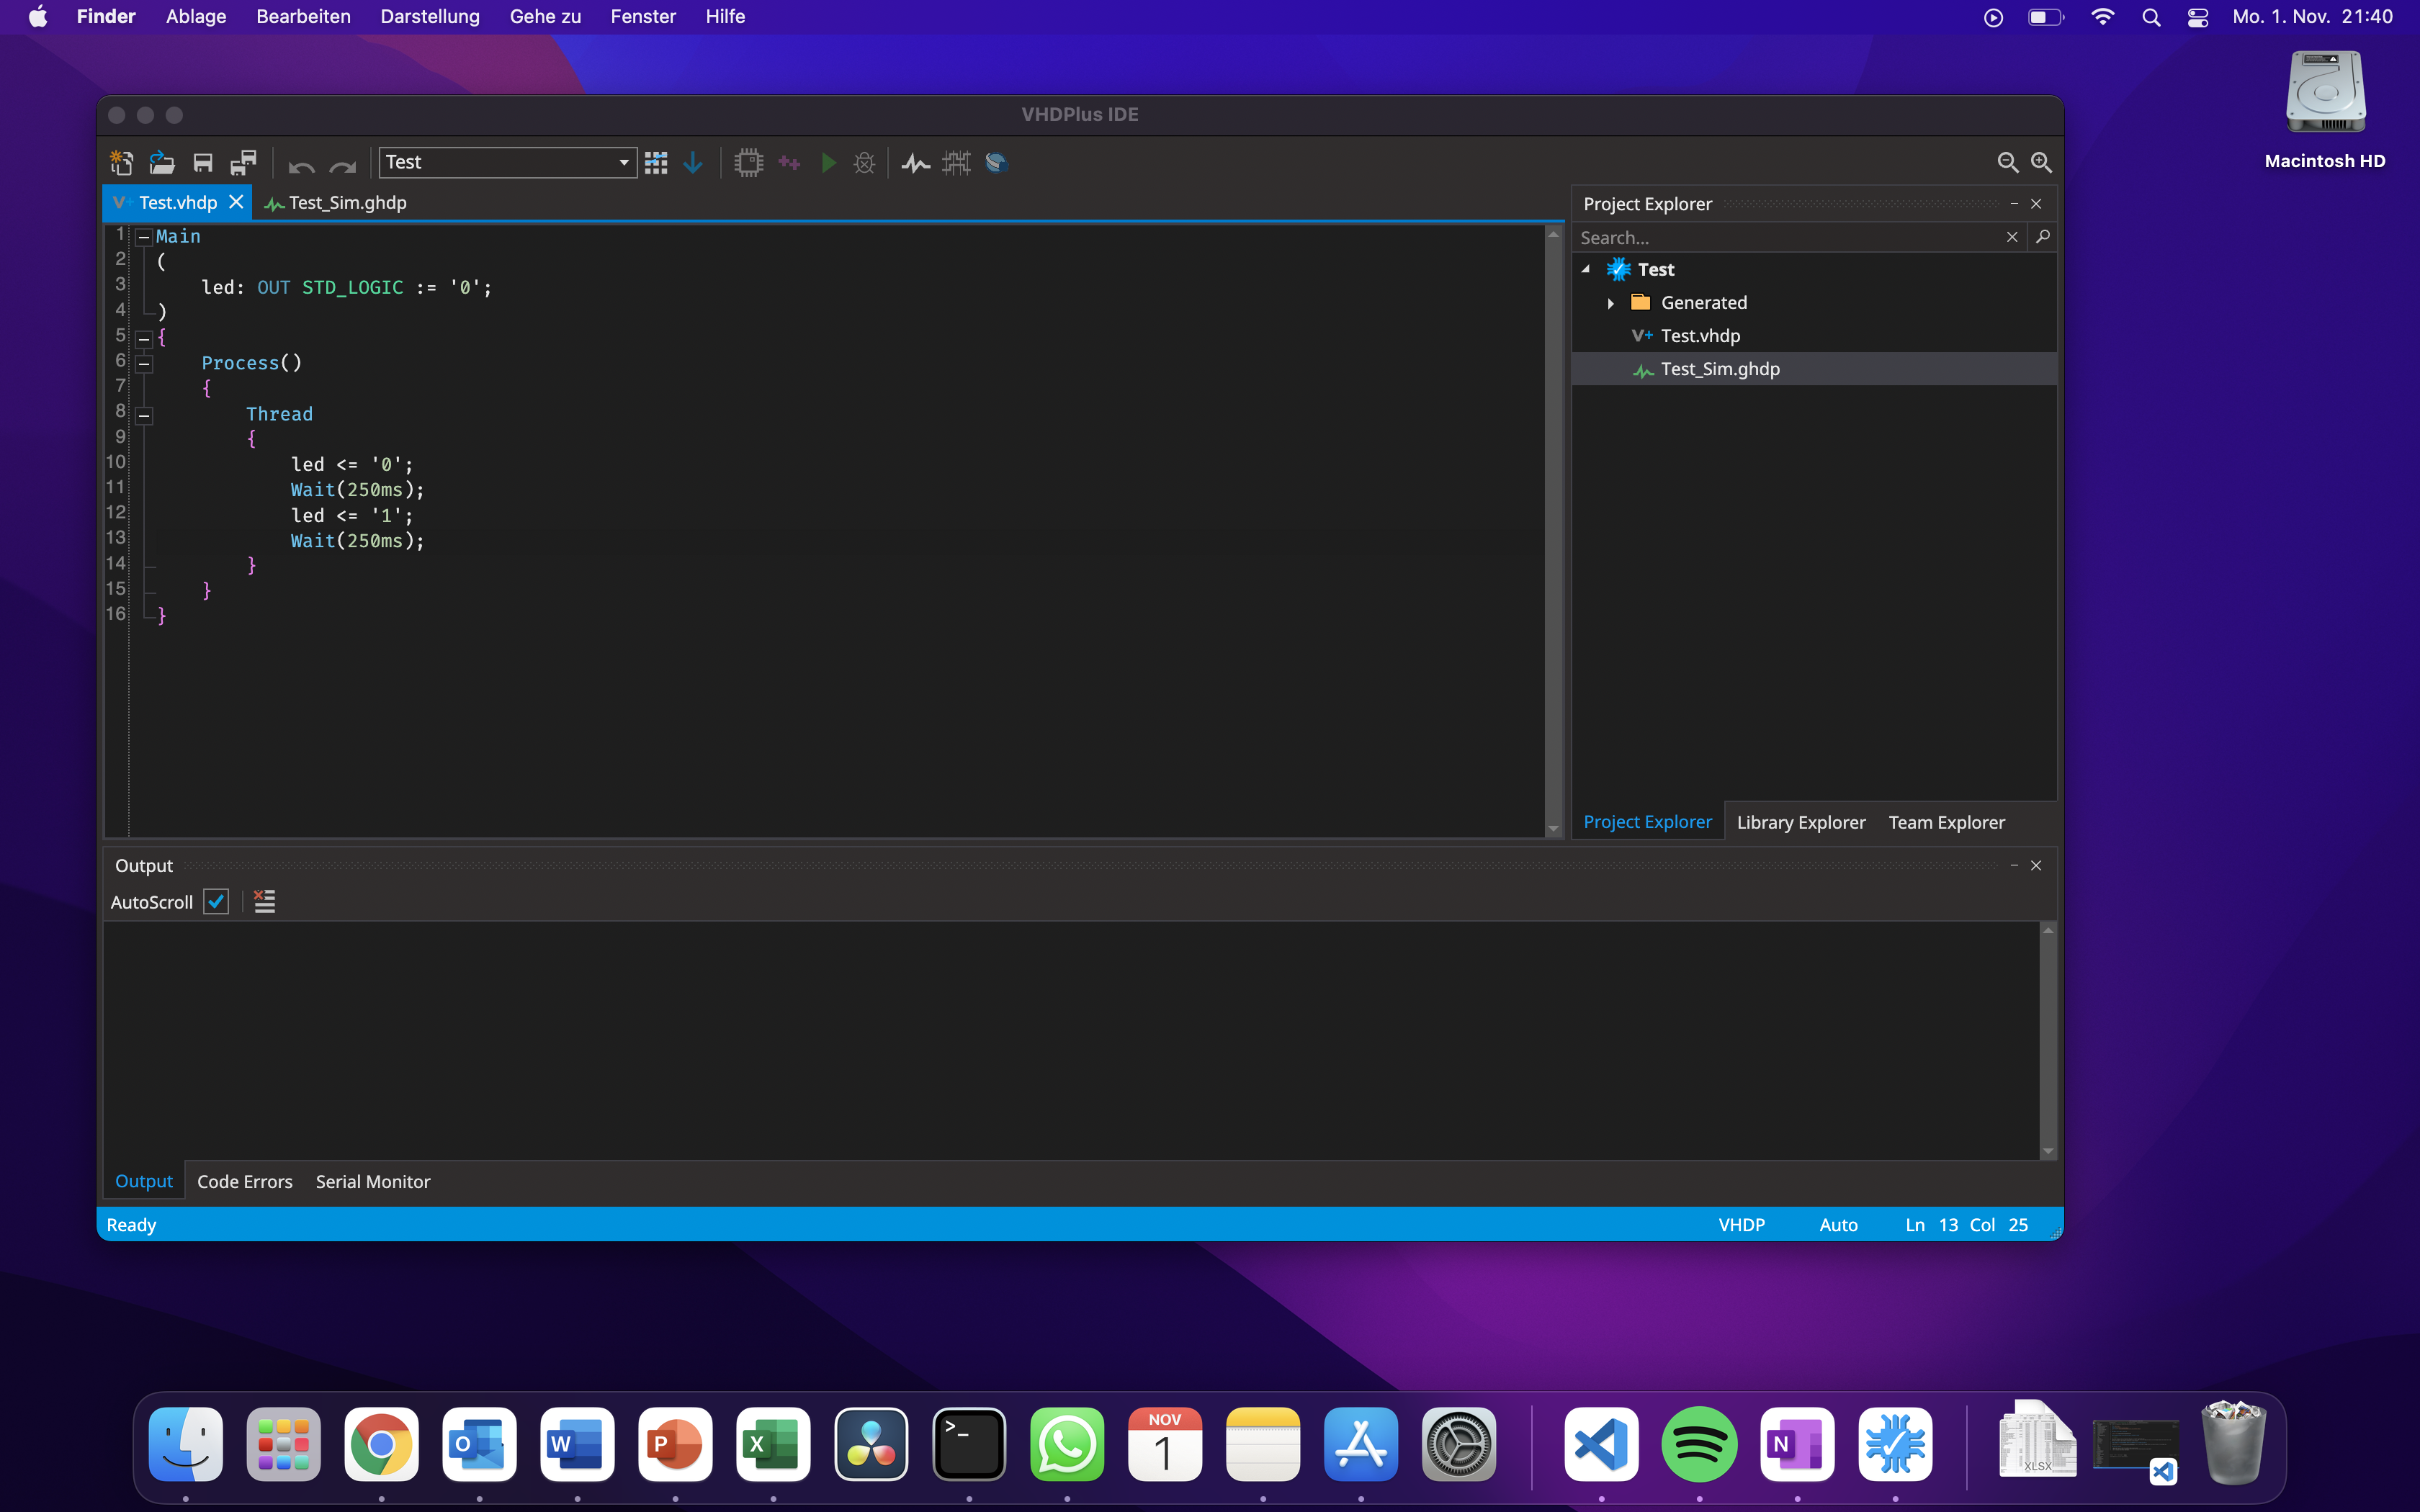 Finder Ablage Bearbeiten Darstellung Gehe zu Fenster Hilfe Mo. 1. Nov. 21:40
Macintosh HD
VHDPlus IDE
Test
V+ Test.vhdp Test_Sim.ghdp
Project Explorer
Search...
Test
Generated
V+ Test.vhdp
Test_Sim.ghdp
1 Main
2 (
3 led: OUT STD_LOGIC := '0';
4 )
5 {
6 Process()
7 {
8 Thread
9 {
10 led <= '0';
11 Wait(250ms);
12 led <= '1';
13 Wait(250ms);
14 }
15 }
16 }
Project Explorer Library Explorer Team Explorer
Output
AutoScroll
Output Code Errors Serial Monitor
Ready VHDP Auto Ln 13 Col 25
O W P X >_ NOV 1 N XLSX